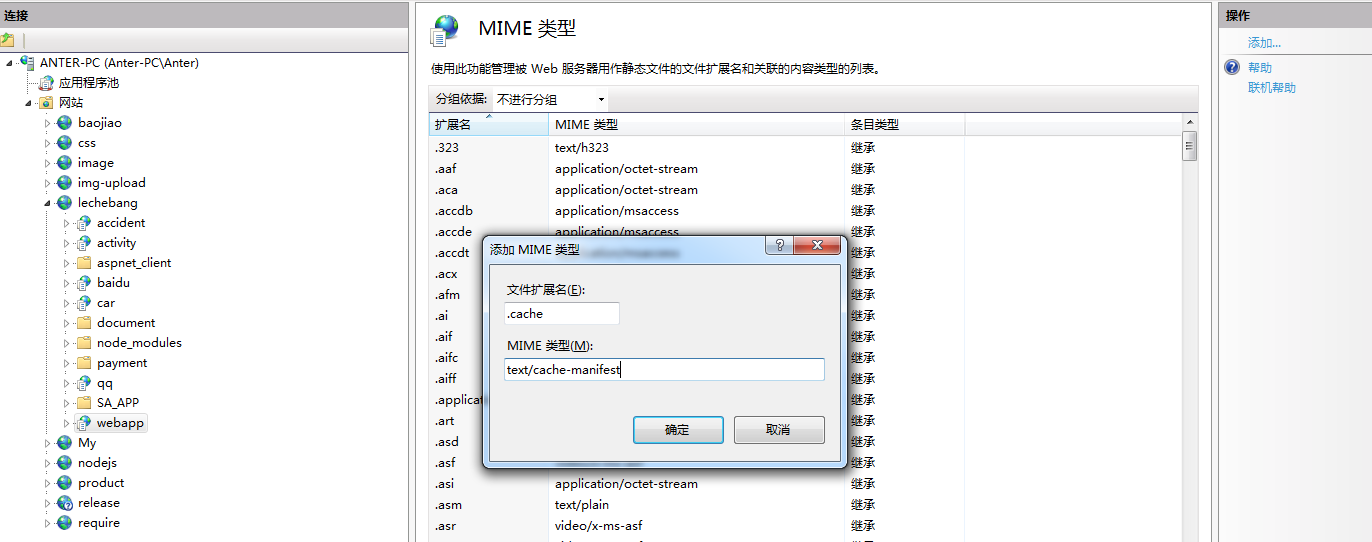 连接
ANTER-PC (Anter-PC\Anter)
应用程序池
网站
baojiao
css
image
img-upload
lechebang
accident
activity
aspnet_client
baidu
car
document
node_modules
payment
qq
SA_APP
webapp
My
nodejs
product
release
require
MIME 类型
使用此功能管理被 Web 服务器用作静态文件的文件扩展名和关联的内容类型的列表。
分组依据: 不进行分组
扩展名 MIME 类型 条目类型
.323 text/h323 继承
.aaf application/octet-stream 继承
.aca application/octet-stream 继承
.accdb application/msaccess 继承
.accde application/msaccess 继承
.accdt 继承
.acx 继承
.afm 继承
.ai 继承
.aif 继承
.aifc 继承
.aiff 继承
继承
.art 继承
.asd 继承
.asf 继承
.asi application/octet-stream 继承
.asm text/plain 继承
.asr video/x-ms-asf 继承
添加 MIME 类型
文件扩展名(E):
.cache
MIME 类型(M):
text/cache-manifest
确定 取消
操作
添加...
帮助
联机帮助